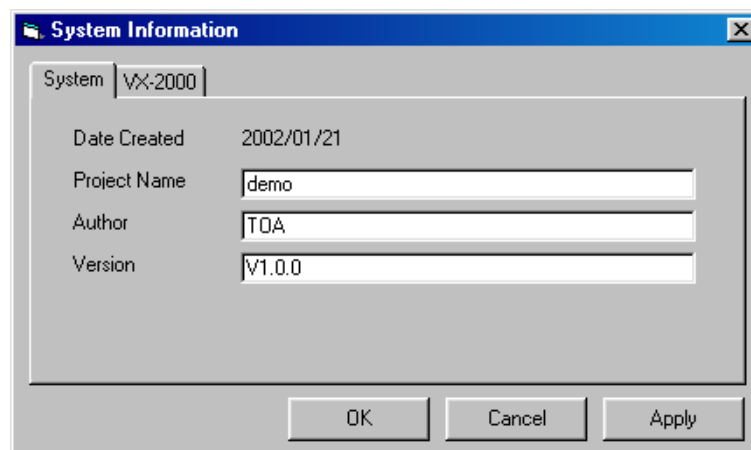 System Information
System VX-2000
Date Created 2002/01/21
Project Name demo
Author TOA
Version V1.0.0
OK Cancel Apply